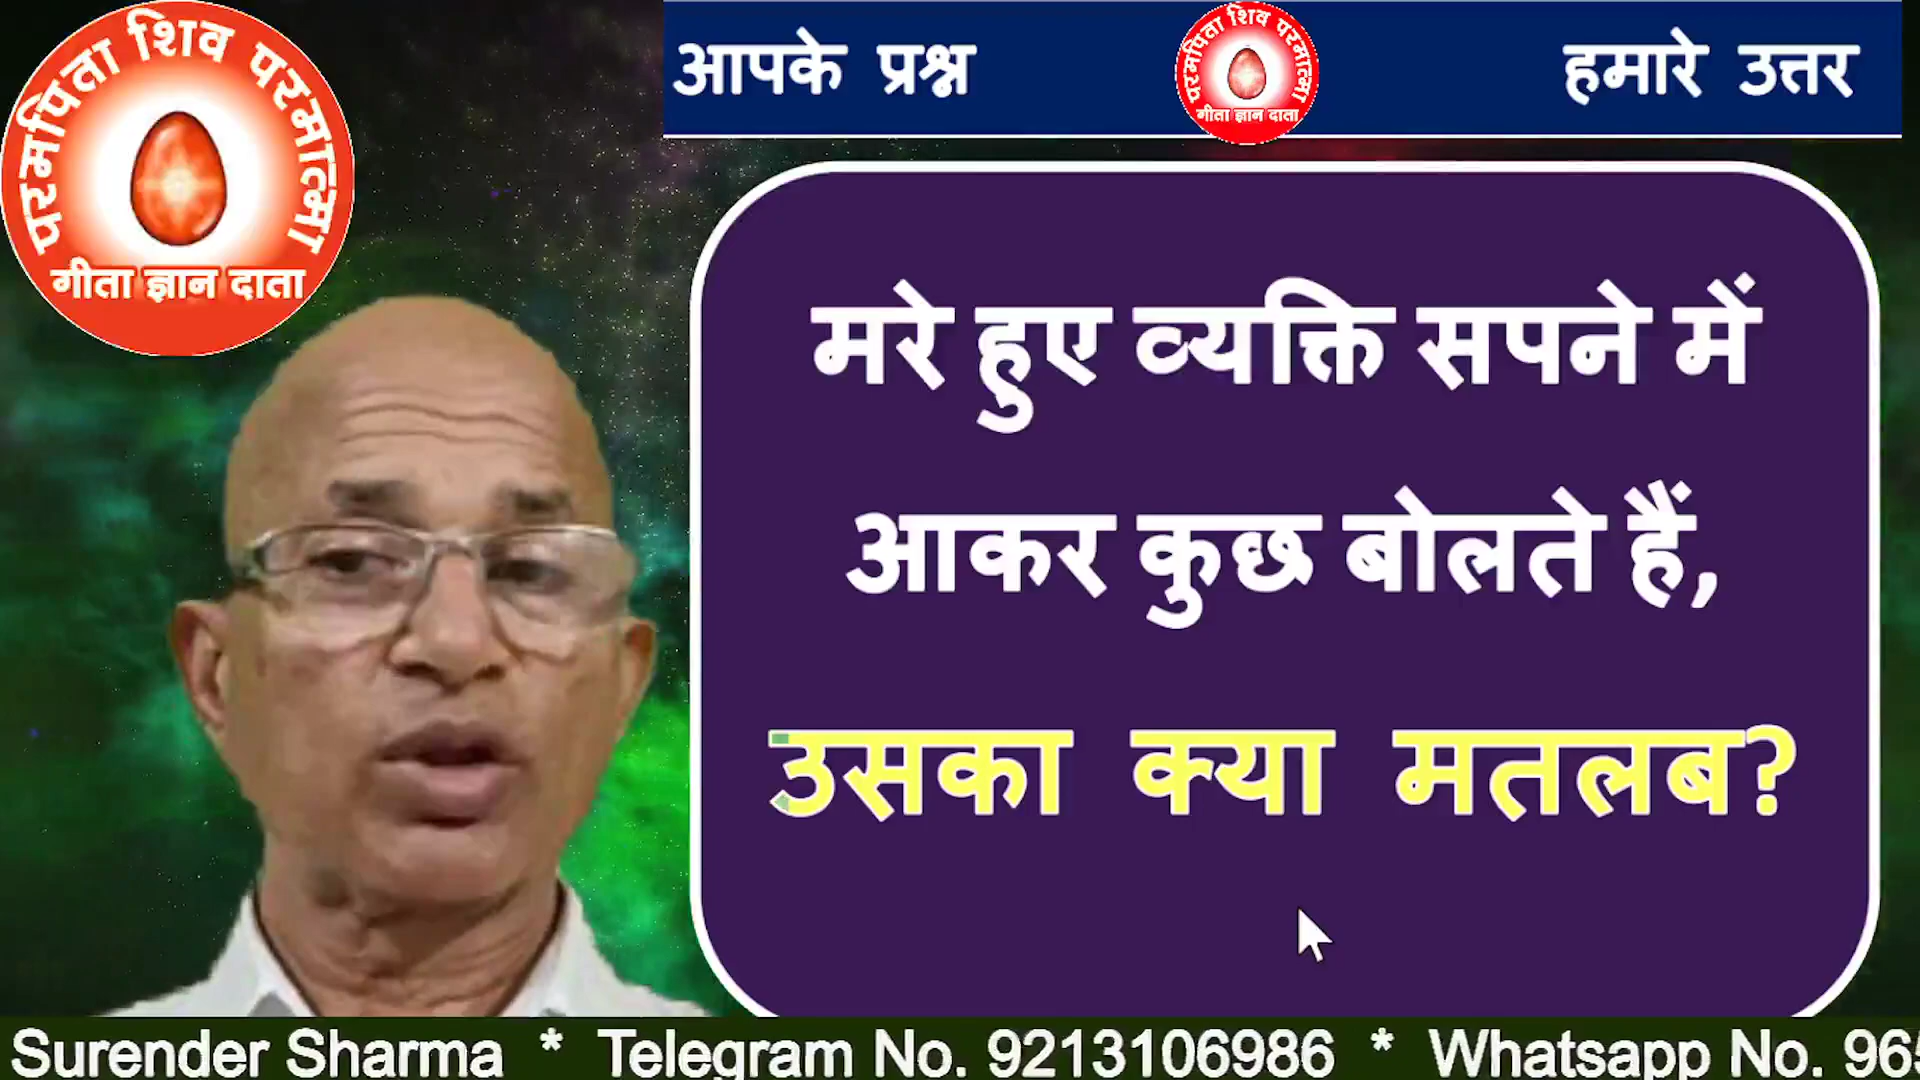 परमपिता शिव परमात्मा
गीता ज्ञान दाता
आपके प्रश्न
परमपिता शिव परमात्मा
गीता ज्ञान दाता
हमारे उत्तर
मरे हुए व्यक्ति सपने में
आकर कुछ बोलते हैं,
उसका क्या मतलब?
Surender Sharma * Telegram No. 9213106986 * Whatsapp No.